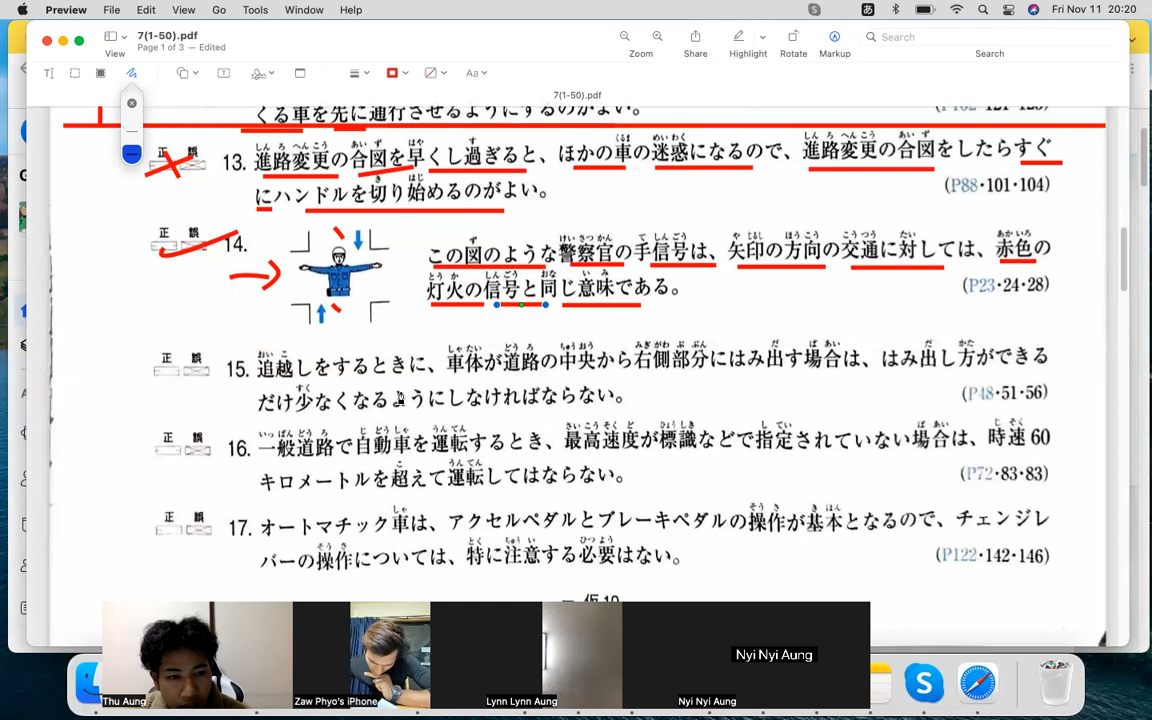 Preview File Edit View Go Tools Window Help
あ
Fri Nov 11 20:20
7(1-50).pdf
Page 1 of 3 — Edited
View
Zoom
Share
Highlight
Rotate
Markup
Search
Search
Aa
7(1-50).pdf
くる車を先に通行させるようにするのがよい。
正 誤
13. 進路変更の合図を早くし過ぎると、ほかの車の迷惑になるので、進路変更の合図をしたらすぐ
にハンドルを切り始めるのがよい。
(P88・101・104)
正 誤
14.
この図のような警察官の手信号は、矢印の方向の交通に対しては、赤色の
灯火の信号と同じ意味である。
(P23・24・28)
正 誤
15. 追越しをするときに、車体が道路の中央から右側部分にはみ出す場合は、はみ出し方ができる
だけ少なくなるようにしなければならない。
(P48・51・56)
正 誤
16. 一般道路で自動車を運転するとき、最高速度が標識などで指定されていない場合は、時速60
キロメートルを超えて運転してはならない。
(P72・83・83)
正 誤
17. オートマチック車は、アクセルペダルとブレーキペダルの操作が基本となるので、チェンジレ
バーの操作については、特に注意する必要はない。
(P122・142・146)
Thu Aung
Zaw Phyo's iPhone
Lynn Lynn Aung
Nyi Nyi Aung
Nyi Nyi Aung